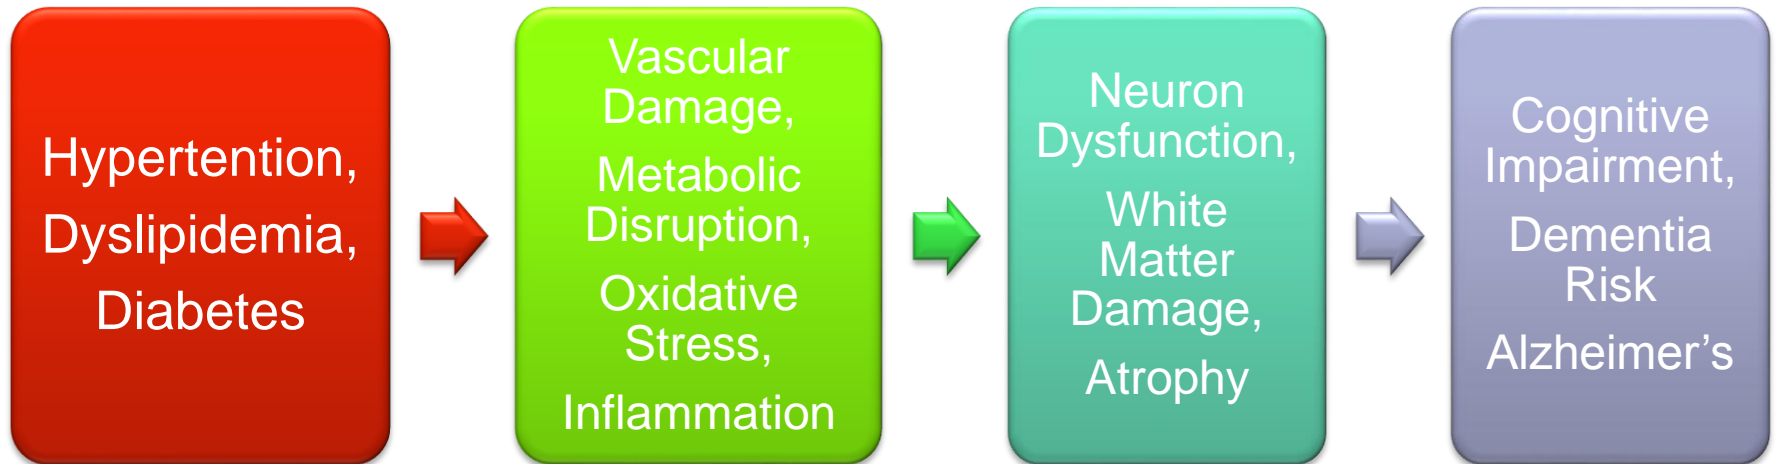 Hypertention,
Dyslipidemia,
Diabetes
Vascular
Damage,
Metabolic
Disruption,
Oxidative
Stress,
Inflammation
Neuron
Dysfunction,
White
Matter
Damage,
Atrophy
Cognitive
Impairment,
Dementia
Risk
Alzheimer’s